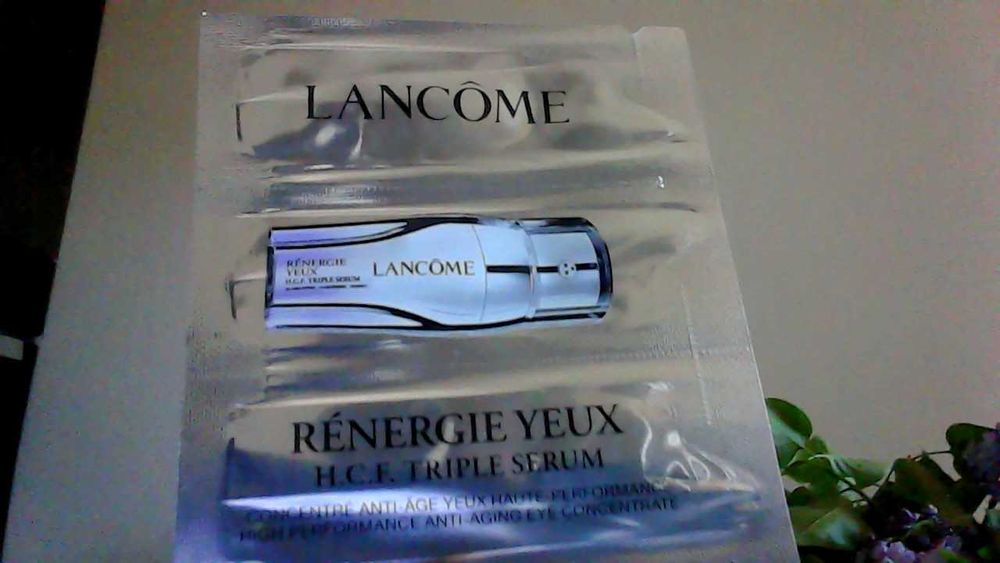 LANCÔME
RÉNERGIE
YEUX
H.C.F. TRIPLE SERUM
LANCÔME
RÉNERGIE YEUX
H.C.F. TRIPLE SERUM
CONCENTRÉ ANTI-ÂGE YEUX HAUTE PERFORMANCE
HIGH PERFORMANCE ANTI-AGING EYE CONCENTRATE